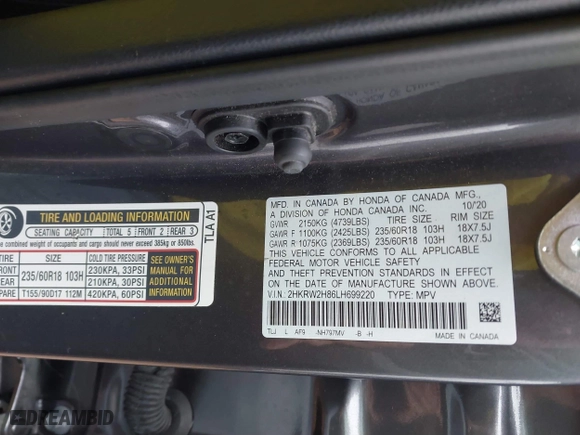 TIRE AND LOADING INFORMATION
SEATING CAPACITY TOTAL 5 FRONT 2 REAR 3
combined weight of occupants and cargo should never exceed 385kg or 850lbs.
SIZE COLD TIRE PRESSURE
FRONT 235/60R18 103H 230KPA, 33PSI
210KPA, 30PSI
T155/90D17 112M 420KPA, 60PSI
SEE OWNER'S
MANUAL FOR
ADDITIONAL
INFORMATION
TLA A1
MFD. IN CANADA BY HONDA OF CANADA MFG.,
A DIVISION OF HONDA CANADA INC. 10/20
GVWR 2150KG (4739LBS) TIRE SIZE RIM SIZE
GAWR F 1100KG (2425LBS) 235/60R18 103H 18X7.5J
GAWR R 1075KG (2369LBS) 235/60R18 103H 18X7.5J
THIS VEHICLE CONFORMS TO ALL APPLICABLE
FEDERAL MOTOR VEHICLE SAFETY STANDARDS IN
EFFECT ON THE DATE OF MANUFACTURE SHOWN ABOVE.
V.I.N.: 2HKRW2H86LH699220 TYPE: MPV
TLJ L AF9 -NH797MV -B -H
MADE IN CANADA
DREAMBID